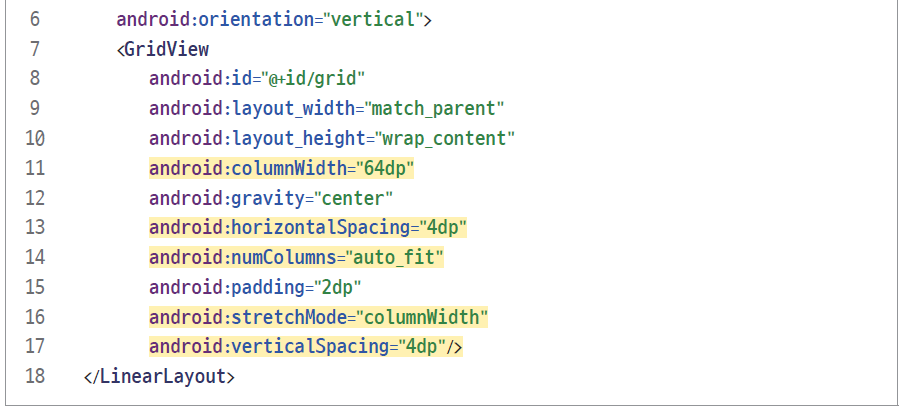 6 android:orientation="vertical">
7 <GridView
8 android:id="@+id/grid"
9 android:layout_width="match_parent"
10 android:layout_height="wrap_content"
11 android:columnWidth="64dp"
12 android:gravity="center"
13 android:horizontalSpacing="4dp"
14 android:numColumns="auto_fit"
15 android:padding="2dp"
16 android:stretchMode="columnWidth"
17 android:verticalSpacing="4dp"/>
18 </LinearLayout>